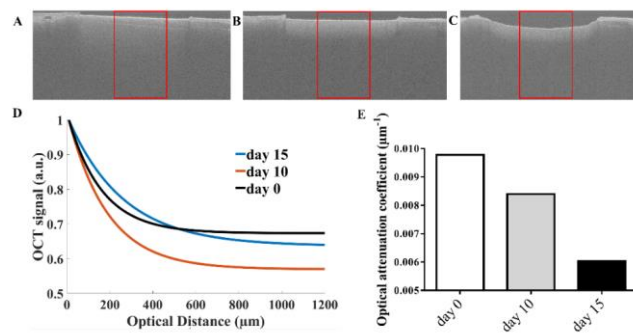 A
B
C
D
E
1
0.9
0.8
0.7
0.6
0.5
OCT signal (a.u.)
day 15
day 10
day 0
0 200 400 600 800 1000 1200
Optical Distance (µm)
Optical attenuation coefficient (µm⁻¹)
0.010
0.009
0.008
0.007
0.006
0.005
day 0
day 10
day 15